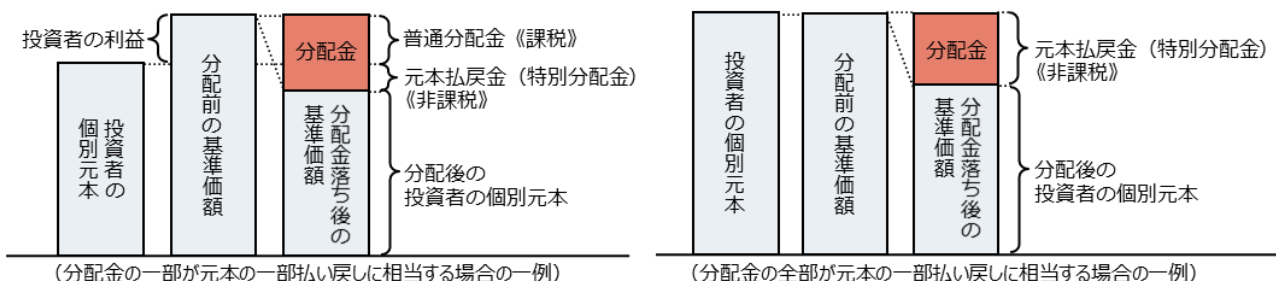 投資者の利益
投資者の
個別元本
分配前の基準価額
分配金
分配金落ち後の
基準価額
普通分配金《課税》
元本払戻金（特別分配金）
《非課税》
分配後の
投資者の個別元本
（分配金の一部が元本の一部払い戻しに相当する場合の一例）
投資者の個別元本
分配前の基準価額
分配金
分配金落ち後の
基準価額
元本払戻金（特別分配金）
《非課税》
分配後の
投資者の個別元本
（分配金の全部が元本の一部払い戻しに相当する場合の一例）